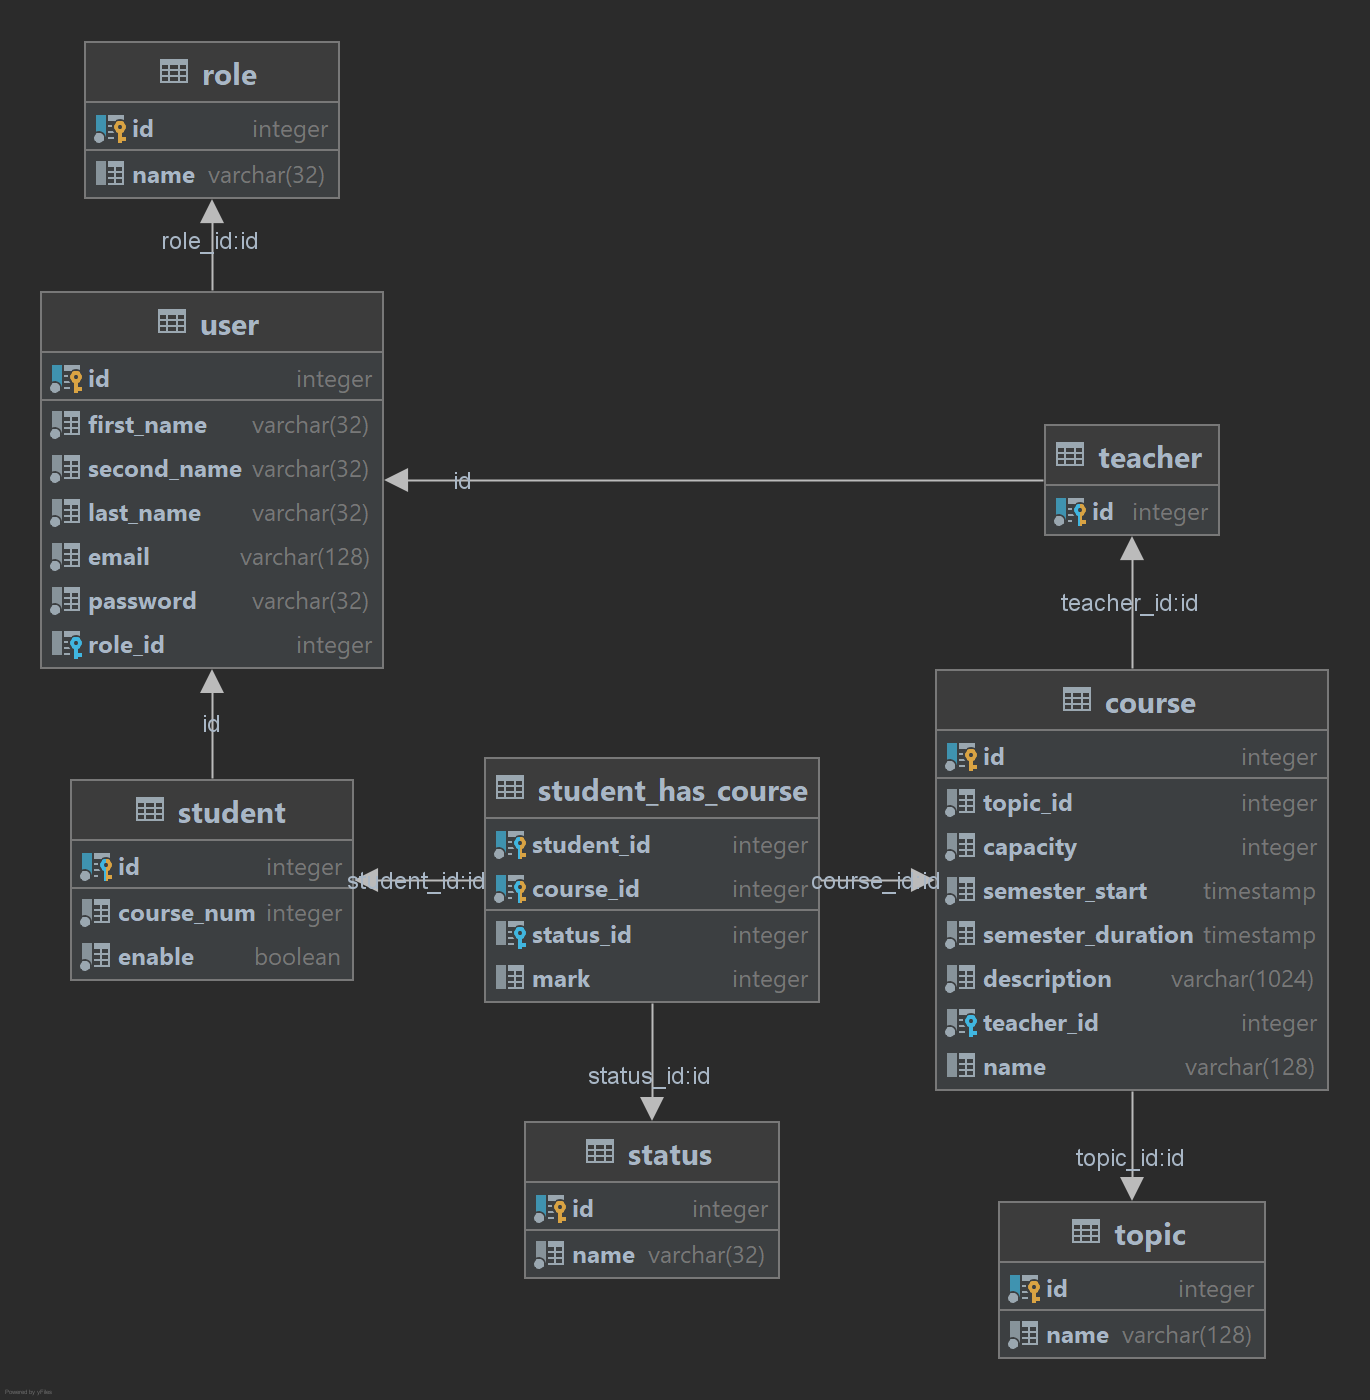 role
id integer
name varchar(32)
role_id:id
user
id integer
first_name varchar(32)
second_name varchar(32)
last_name varchar(32)
email varchar(128)
password varchar(32)
role_id integer
id
teacher
id integer
teacher_id:id
id
student
id integer
course_num integer
enable boolean
student_id:id
student_has_course
student_id integer
course_id integer
status_id integer
mark integer
course_id:id
course
id integer
topic_id integer
capacity integer
semester_start timestamp
semester_duration timestamp
description varchar(1024)
teacher_id integer
name varchar(128)
status_id:id
status
id integer
name varchar(32)
topic_id:id
topic
id integer
name varchar(128)
Powered by yFiles